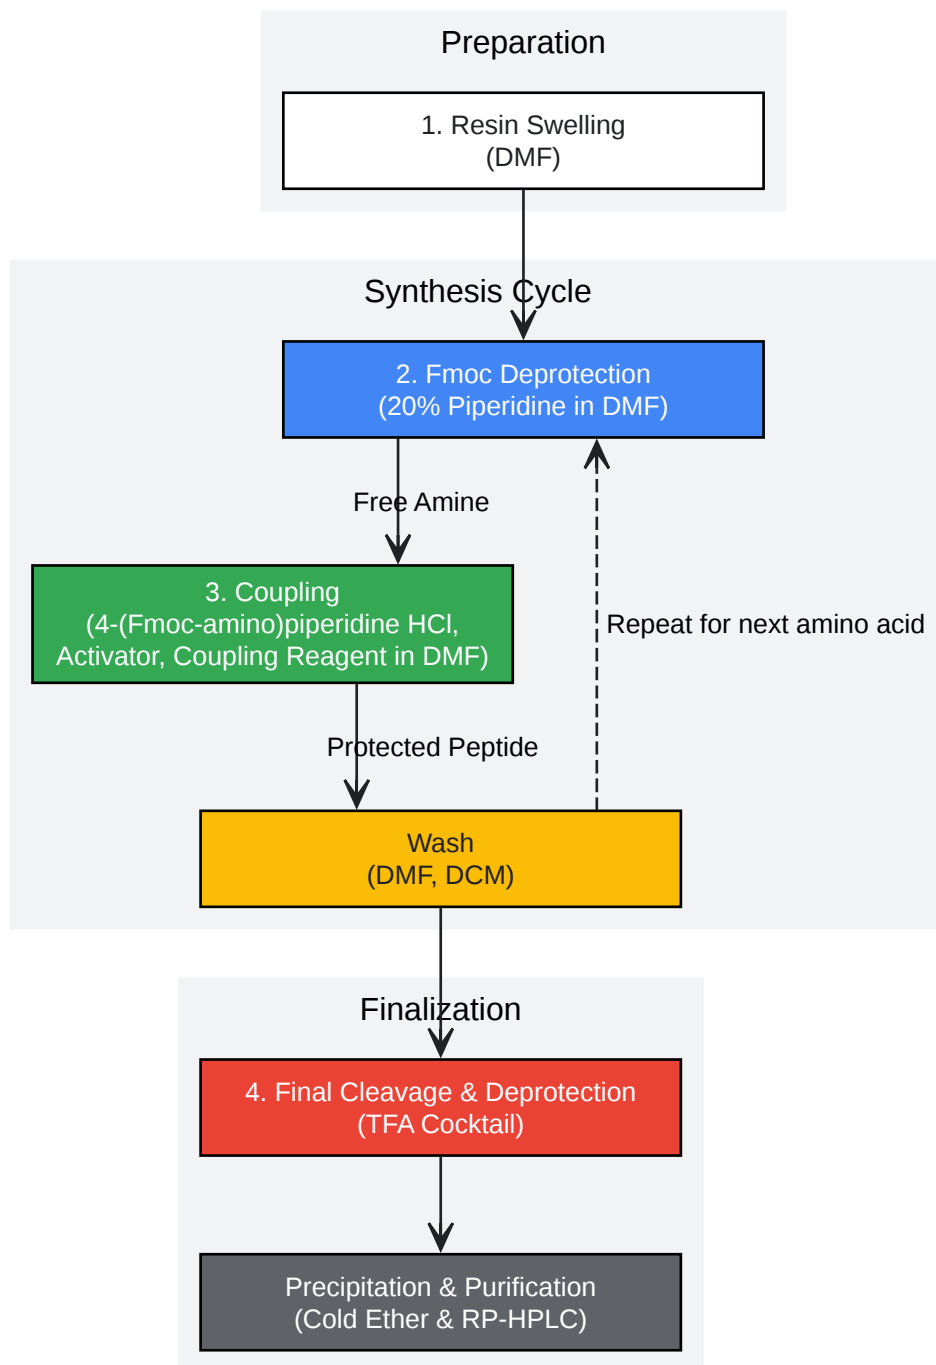 Preparation
1. Resin Swelling
(DMF)
Synthesis Cycle
2. Fmoc Deprotection
(20% Piperidine in DMF)
Free Amine
3. Coupling
(4-(Fmoc-amino)piperidine HCl,
Activator, Coupling Reagent in DMF)
Repeat for next amino acid
Protected Peptide
Wash
(DMF, DCM)
Finalization
4. Final Cleavage & Deprotection
(TFA Cocktail)
Precipitation & Purification
(Cold Ether & RP-HPLC)